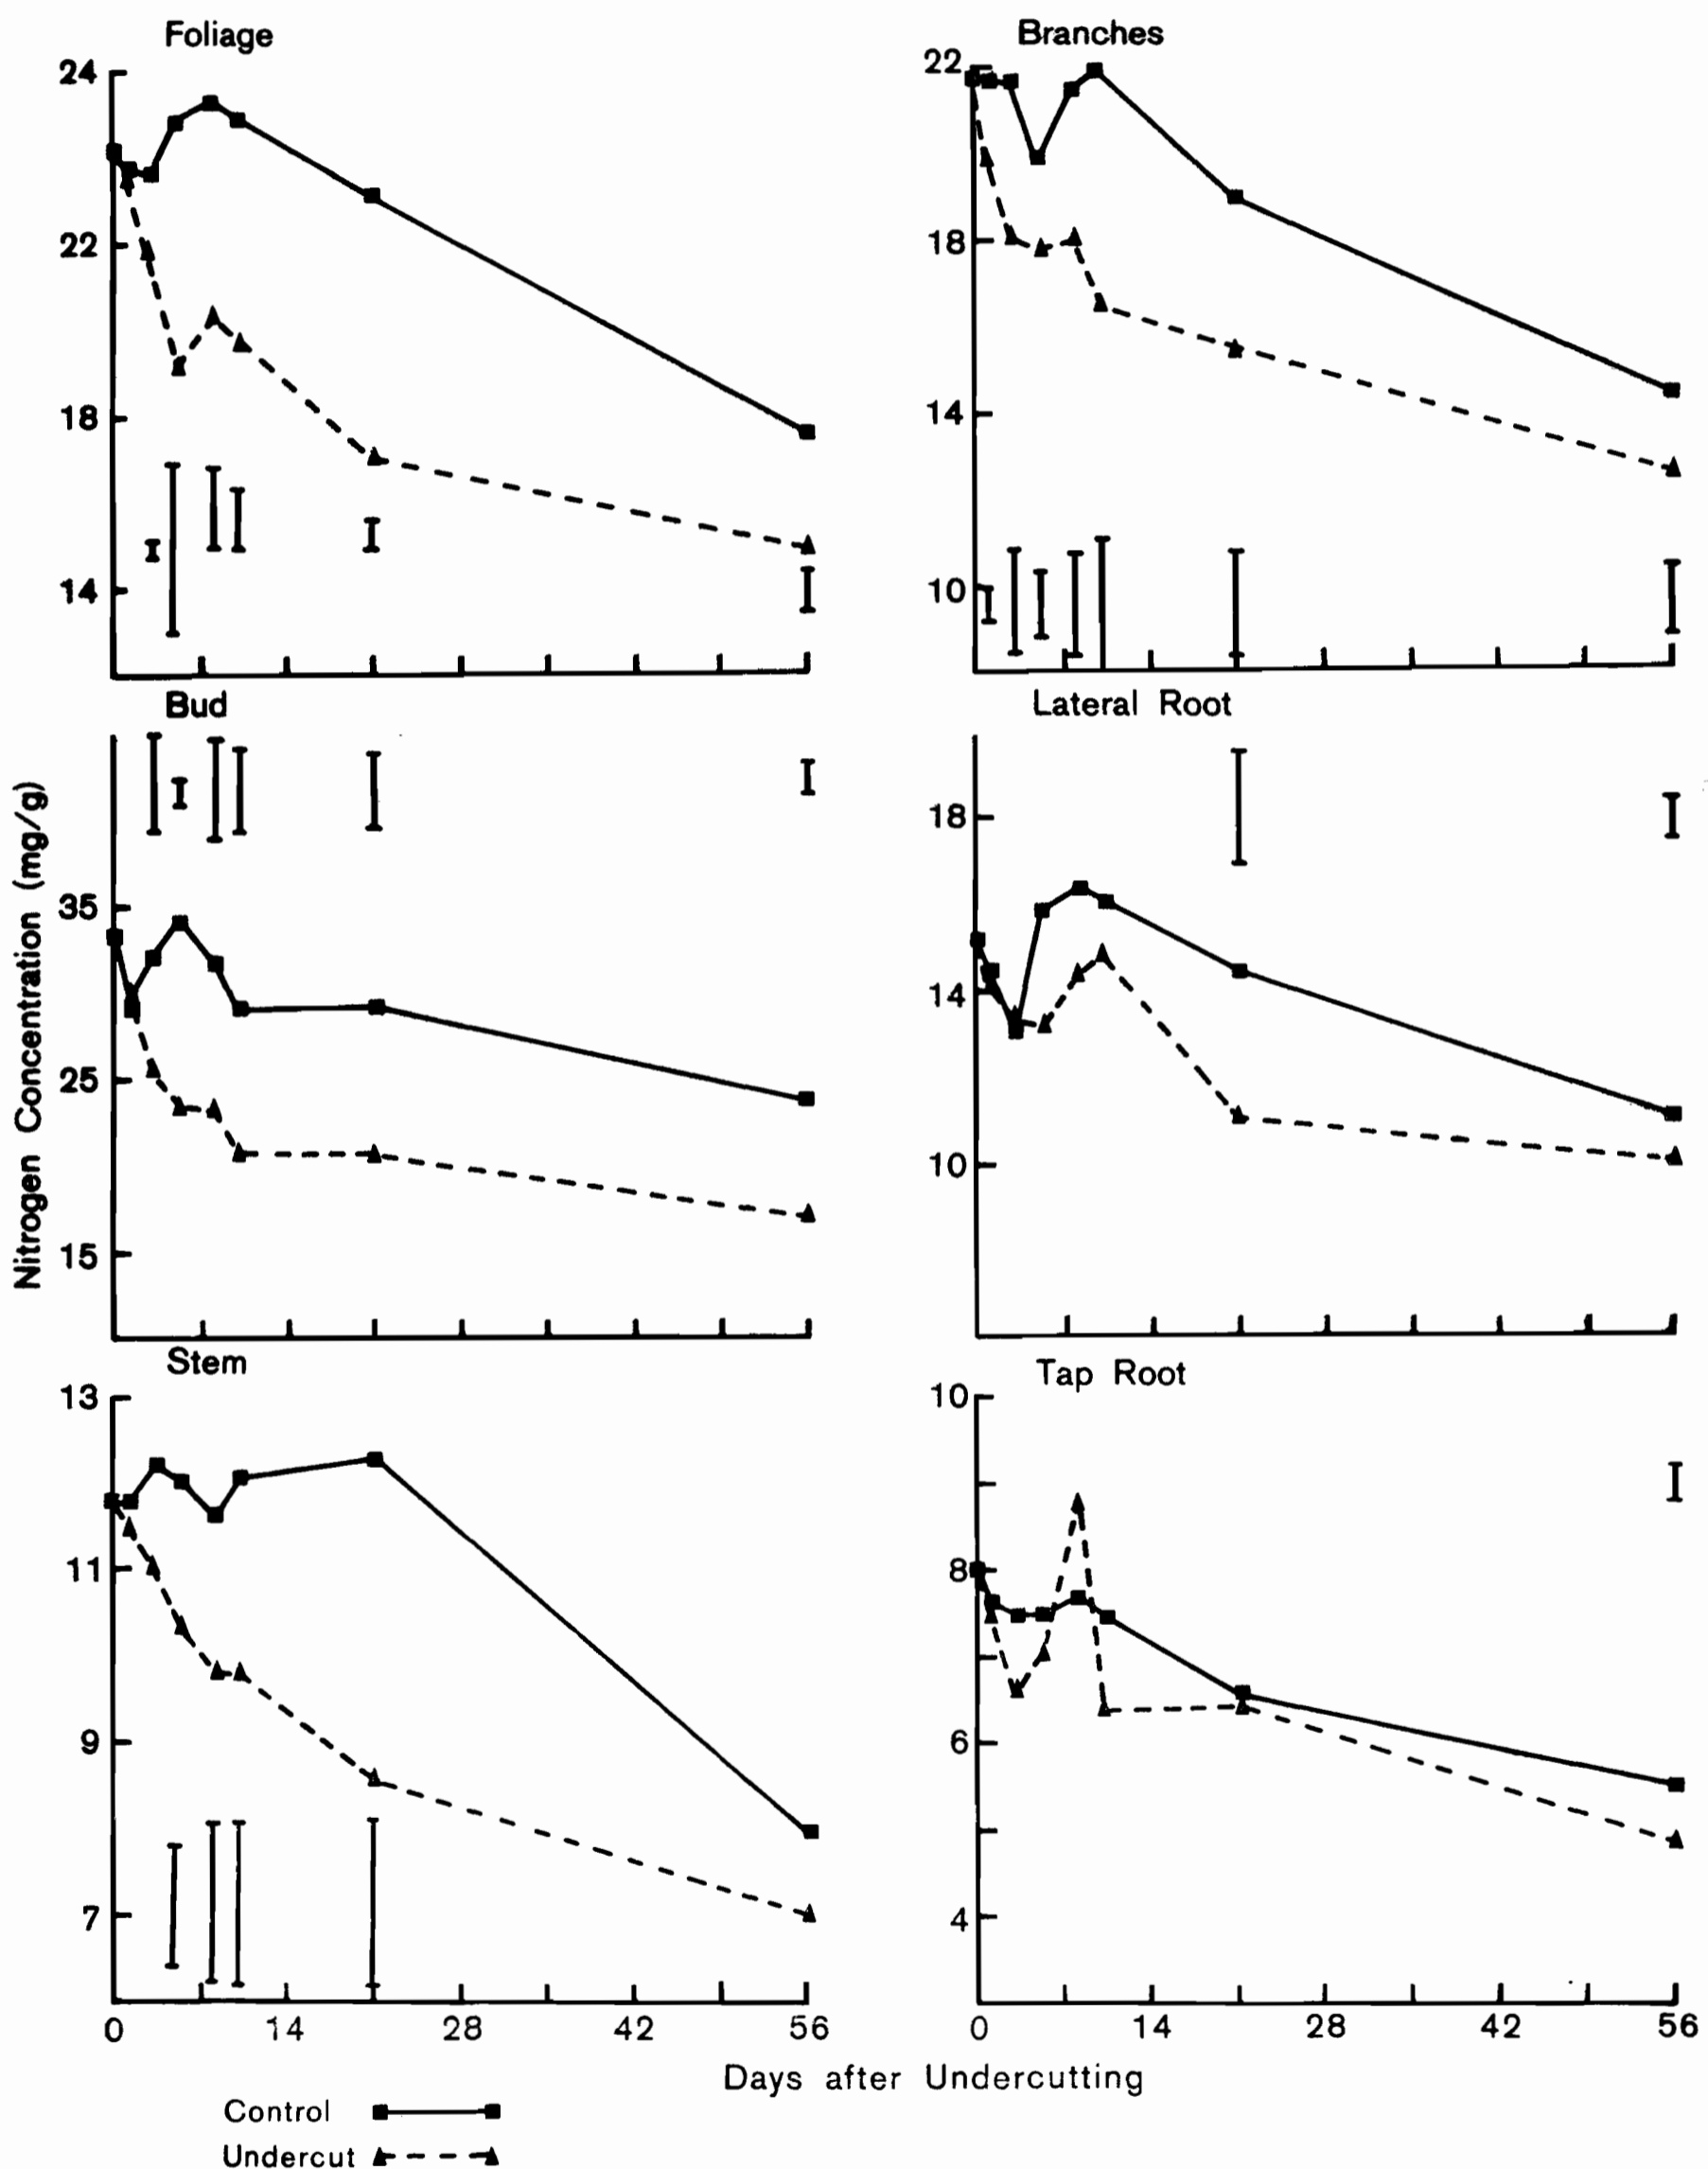 Foliage
24
22
18
14
Branches
22
18
14
10
Nitrogen Concentration (mg/g)
Bud
35
25
15
Lateral Root
18
14
10
Stem
13
11
9
7
0 14 28 42 56
Tap Root
10
8
6
4
0 14 28 42 56
Days after Undercutting
Control
Undercut